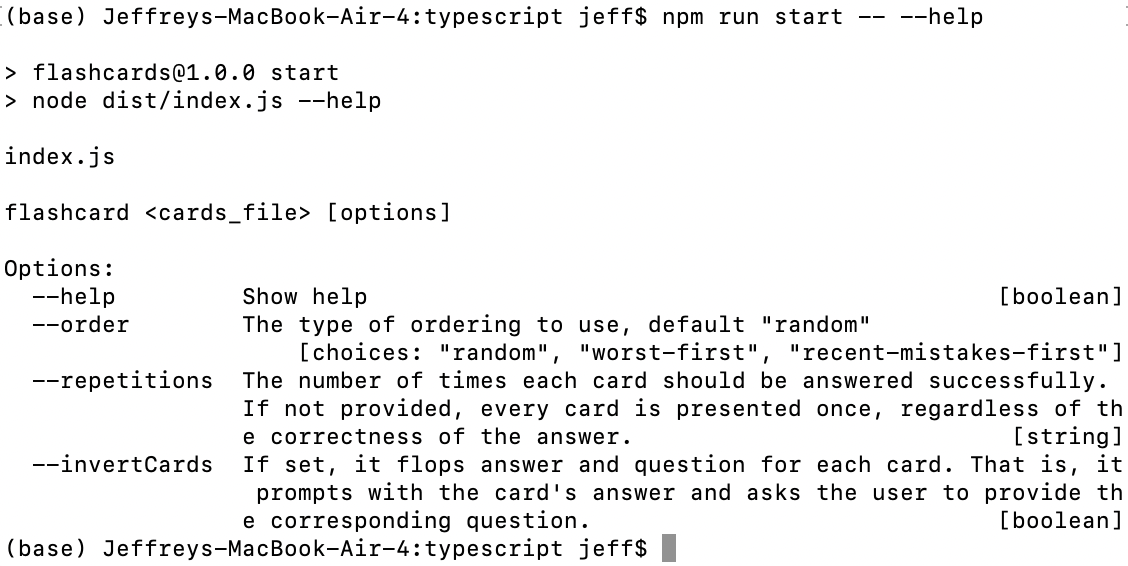 (base) Jeffreys-MacBook-Air-4:typescript jeff$ npm run start -- --help
> flashcards@1.0.0 start
> node dist/index.js --help
index.js
flashcard <cards_file> [options]
Options:
--help Show help [boolean]
--order The type of ordering to use, default "random"
[choices: "random", "worst-first", "recent-mistakes-first"]
--repetitions The number of times each card should be answered successfully.
If not provided, every card is presented once, regardless of th
e correctness of the answer. [string]
--invertCards If set, it flops answer and question for each card. That is, it
prompts with the card's answer and asks the user to provide th
e corresponding question. [boolean]
(base) Jeffreys-MacBook-Air-4:typescript jeff$